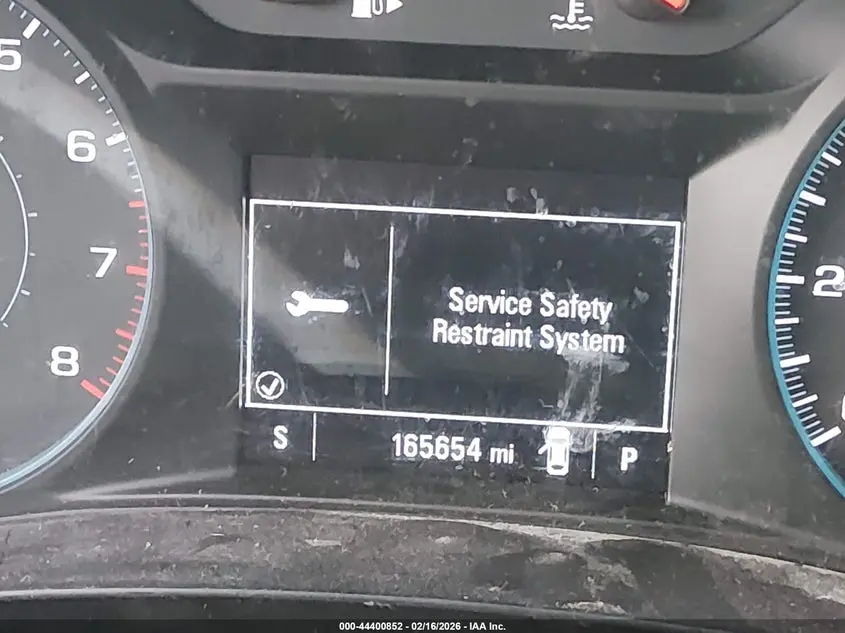 5
6
7
8
Service Safety
Restraint System
S
165654 mi
P
2
000-44400852 - 02/16/2026 - IAA Inc.